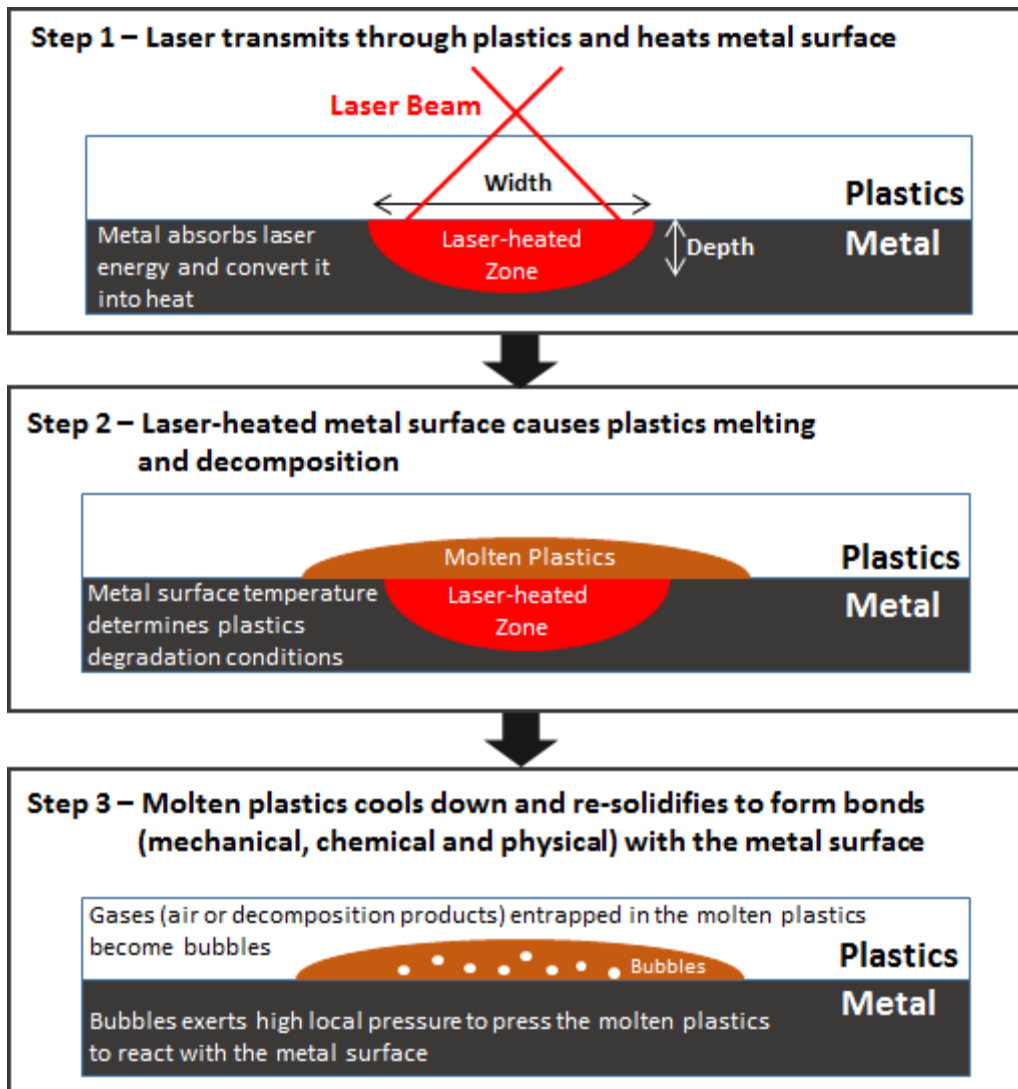 Step 1 – Laser transmits through plastics and heats metal surface
Laser Beam
Width
Plastics
Metal absorbs laser
energy and convert it
into heat
Laser-heated
Zone
Depth
Metal
Step 2 – Laser-heated metal surface causes plastics melting
and decomposition
Molten Plastics
Plastics
Metal surface temperature
determines plastics
degradation conditions
Laser-heated
Zone
Metal
Step 3 – Molten plastics cools down and re-solidifies to form bonds
(mechanical, chemical and physical) with the metal surface
Gases (air or decomposition products) entrapped in the molten plastics
become bubbles
Bubbles
Plastics
Metal
Bubbles exerts high local pressure to press the molten plastics
to react with the metal surface